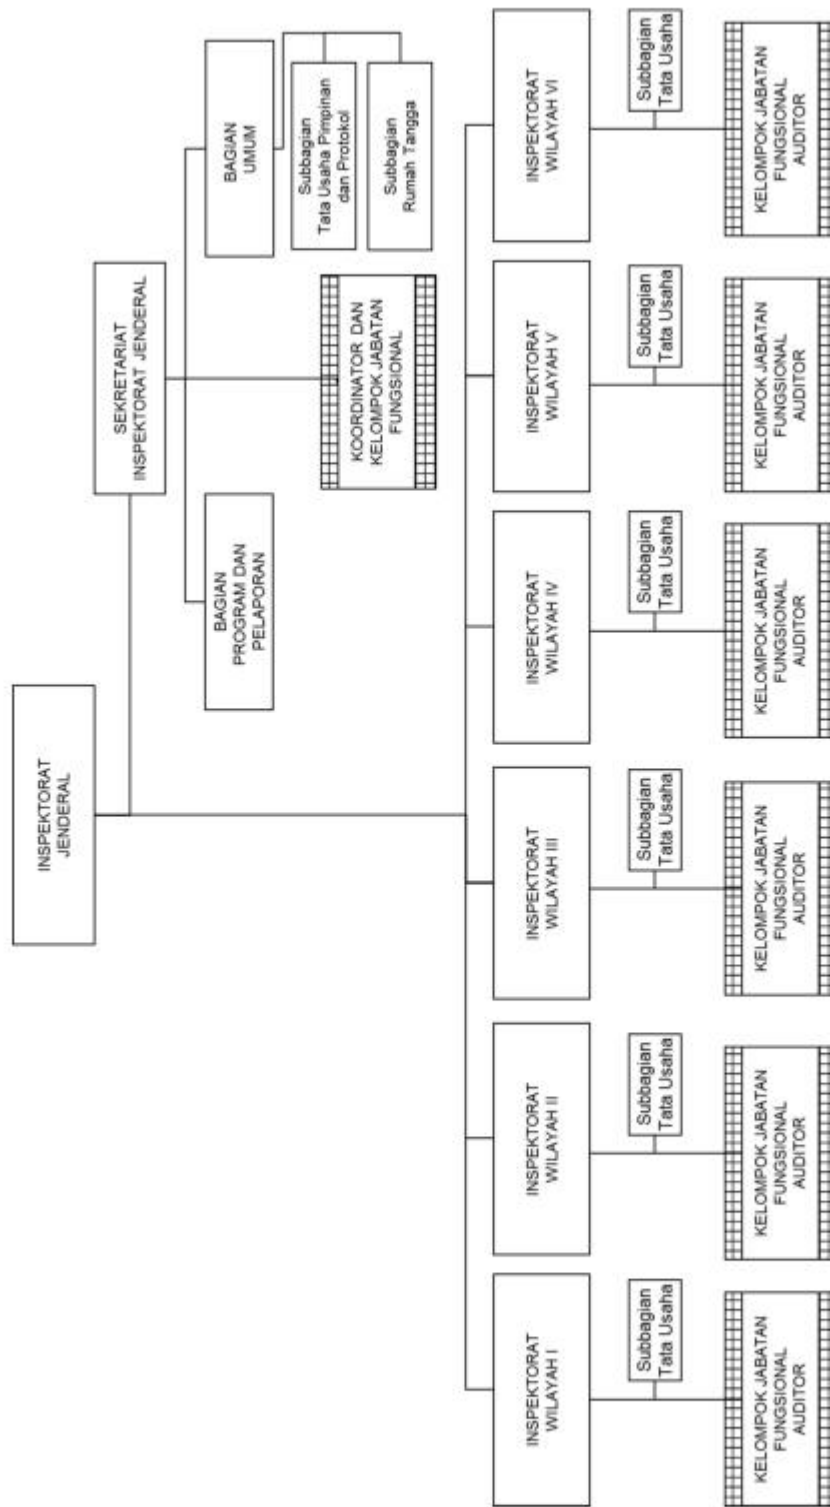 INSPEKTORAT
JENDERAL
SEKRETARIAT
INSPEKTORAT JENDERAL
BAGIAN
PROGRAM DAN
PELAPORAN
BAGIAN
UMUM
Subbagian
Tata Usaha Pimpinan
dan Protokol
Subbagian
Rumah Tangga
KOORDINATOR DAN
KELOMPOK JABATAN
FUNGSIONAL
INSPEKTORAT
WILAYAH I
INSPEKTORAT
WILAYAH II
INSPEKTORAT
WILAYAH III
INSPEKTORAT
WILAYAH IV
INSPEKTORAT
WILAYAH V
INSPEKTORAT
WILAYAH VI
Subbagian
Tata Usaha
Subbagian
Tata Usaha
Subbagian
Tata Usaha
Subbagian
Tata Usaha
Subbagian
Tata Usaha
Subbagian
Tata Usaha
KELOMPOK JABATAN
FUNGSIONAL
AUDITOR
KELOMPOK JABATAN
FUNGSIONAL
AUDITOR
KELOMPOK JABATAN
FUNGSIONAL
AUDITOR
KELOMPOK JABATAN
FUNGSIONAL
AUDITOR
KELOMPOK JABATAN
FUNGSIONAL
AUDITOR
KELOMPOK JABATAN
FUNGSIONAL
AUDITOR